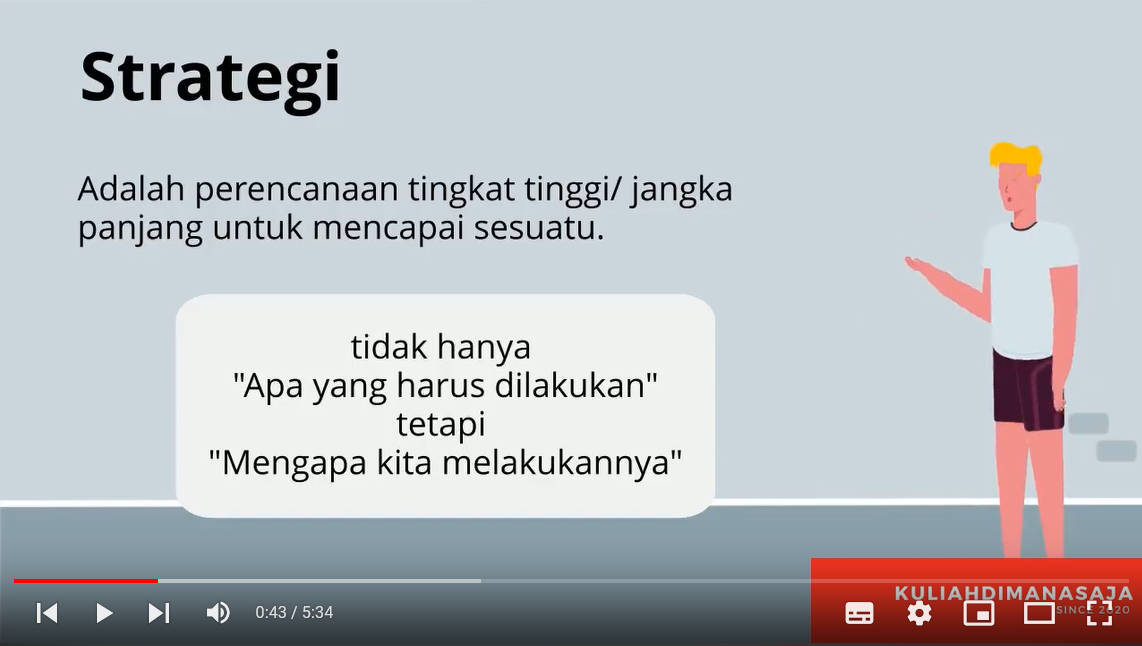 Strategi
Adalah perencanaan tingkat tinggi/ jangka
panjang untuk mencapai sesuatu.
tidak hanya
"Apa yang harus dilakukan"
tetapi
"Mengapa kita melakukannya"
KULIAHDIMANASAJA
SINCE 2020
0:43 / 5:34